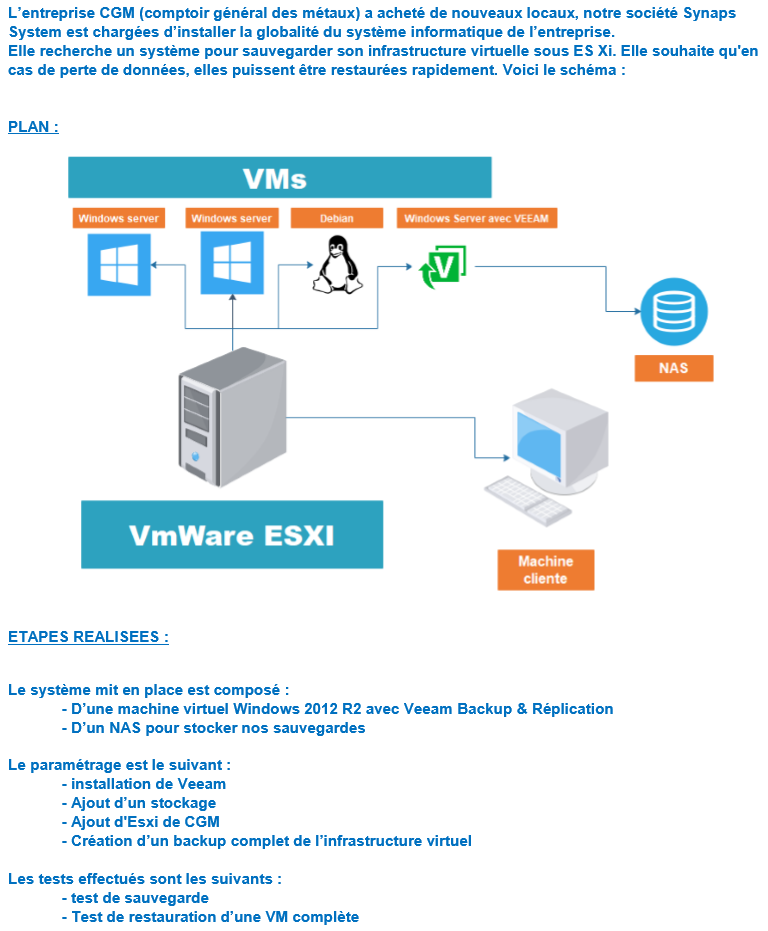 L’entreprise CGM (comptoir général des métaux) a acheté de nouveaux locaux, notre société Synaps
System est chargées d’installer la globalité du système informatique de l’entreprise.
Elle recherche un système pour sauvegarder son infrastructure virtuelle sous ES Xi. Elle souhaite qu'en
cas de perte de données, elles puissent être restaurées rapidement. Voici le schéma :
PLAN :
VMs
Windows server
Windows server
Debian
Windows Server avec VEEAM
V
NAS
VmWare ESXI
Machine
cliente
ETAPES REALISEES :
Le système mit en place est composé :
- D’une machine virtuel Windows 2012 R2 avec Veeam Backup & Réplication
- D’un NAS pour stocker nos sauvegardes
Le paramétrage est le suivant :
- installation de Veeam
- Ajout d’un stockage
- Ajout d'Esxi de CGM
- Création d’un backup complet de l’infrastructure virtuel
Les tests effectués sont les suivants :
- test de sauvegarde
- Test de restauration d’une VM complète